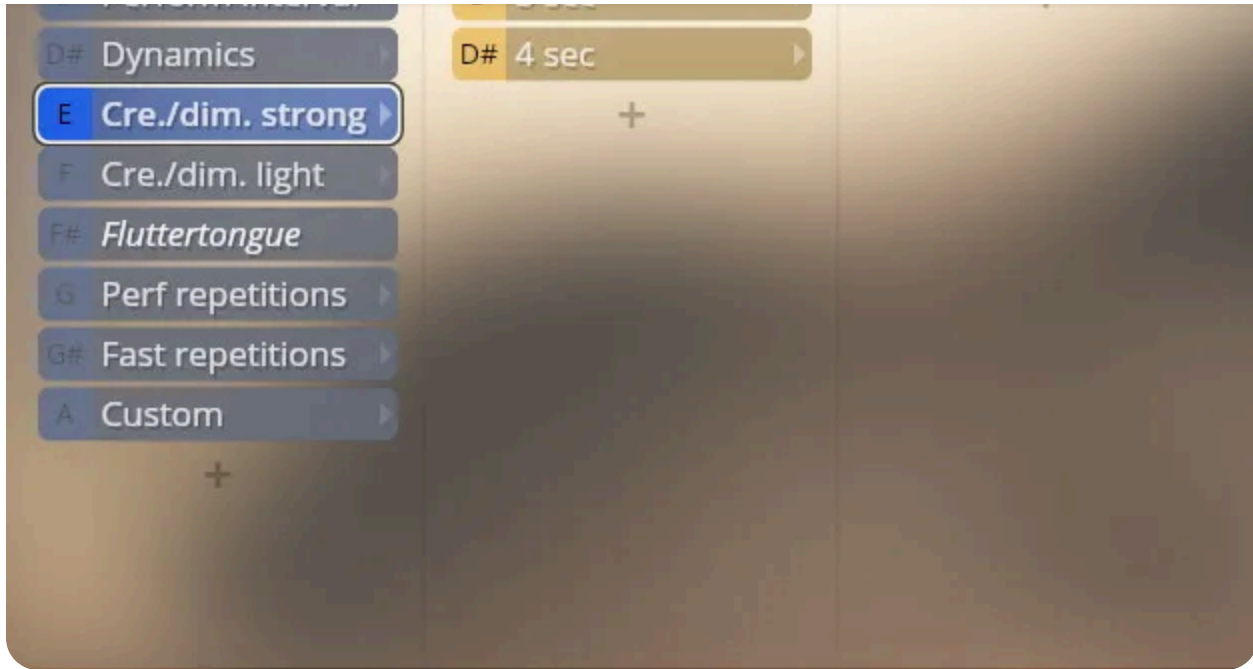 D# Dynamics
E Cre./dim. strong
F Cre./dim. light
F# Fluttertongue
G Perf repetitions
G# Fast repetitions
A Custom
+
D# 4 sec
+